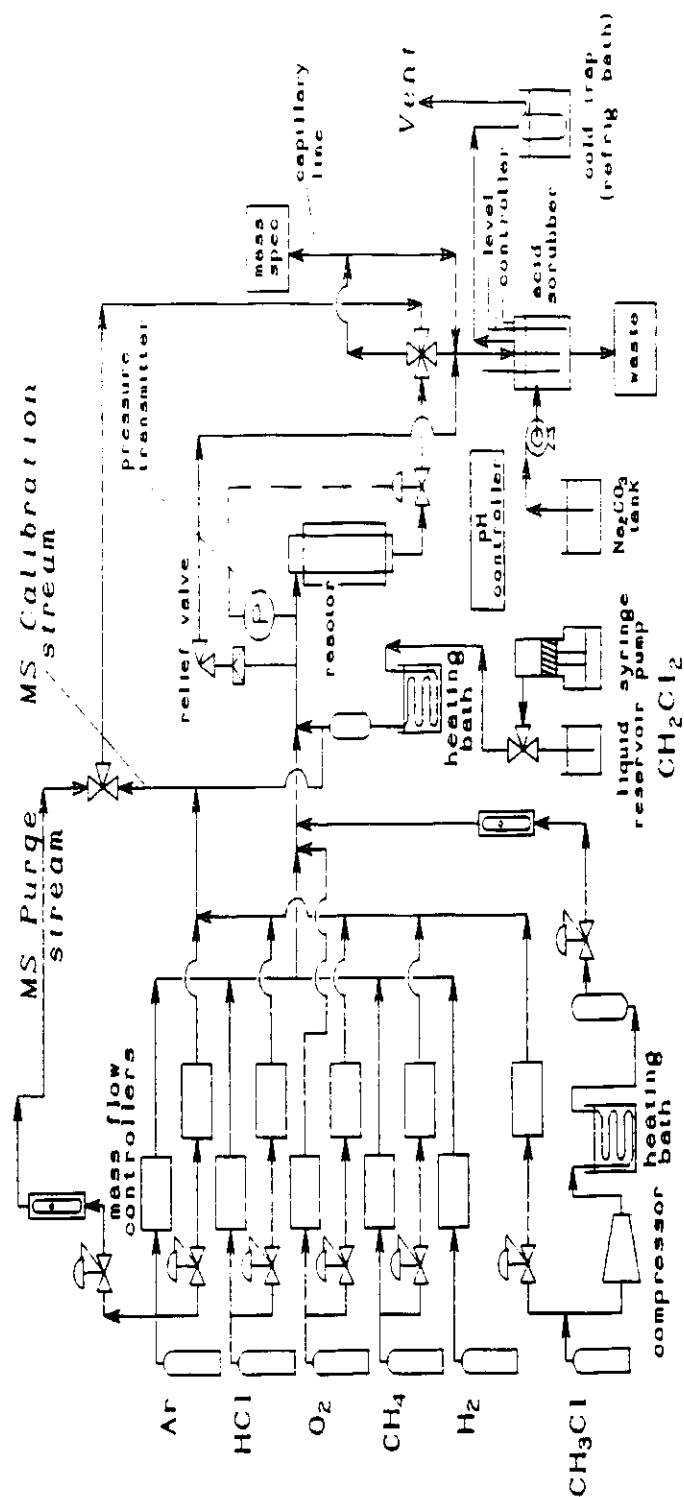 MS Calibration
stream
MS Purge
stream
pressure
transmitter
capillary
line
mass
spec
Vent
relief valve
mass flow
controllers
reactor
level
controller
acid
scrubber
cold trap
(refrig bath)
pH
controller
heating
bath
waste
Na₂CO₃
tank
liquid
reservoir
syringe
pump
CH₂Cl₂
Ar
HCl
O₂
CH₄
H₂
CH₃Cl
compressor
heating
bath
P